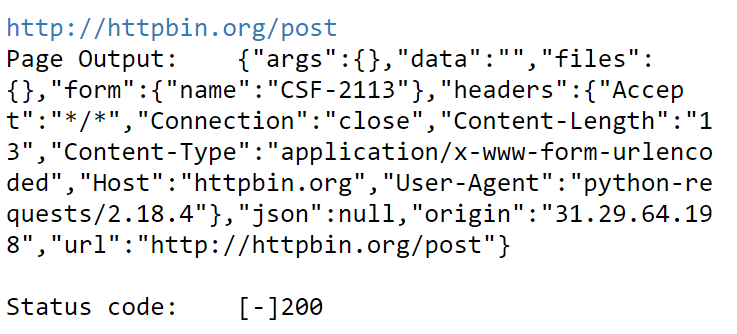 http://httpbin.org/post
Page Output:    {"args":{},"data":"","files":
{},"form":{"name":"CSF-2113"},"headers":{"Accep
t":"*/*","Connection":"close","Content-Length":"1
3","Content-Type":"application/x-www-form-urlenco
ded","Host":"httpbin.org","User-Agent":"python-re
quests/2.18.4"},"json":null,"origin":"31.29.64.19
8","url":"http://httpbin.org/post"}
Status code:    [-]200